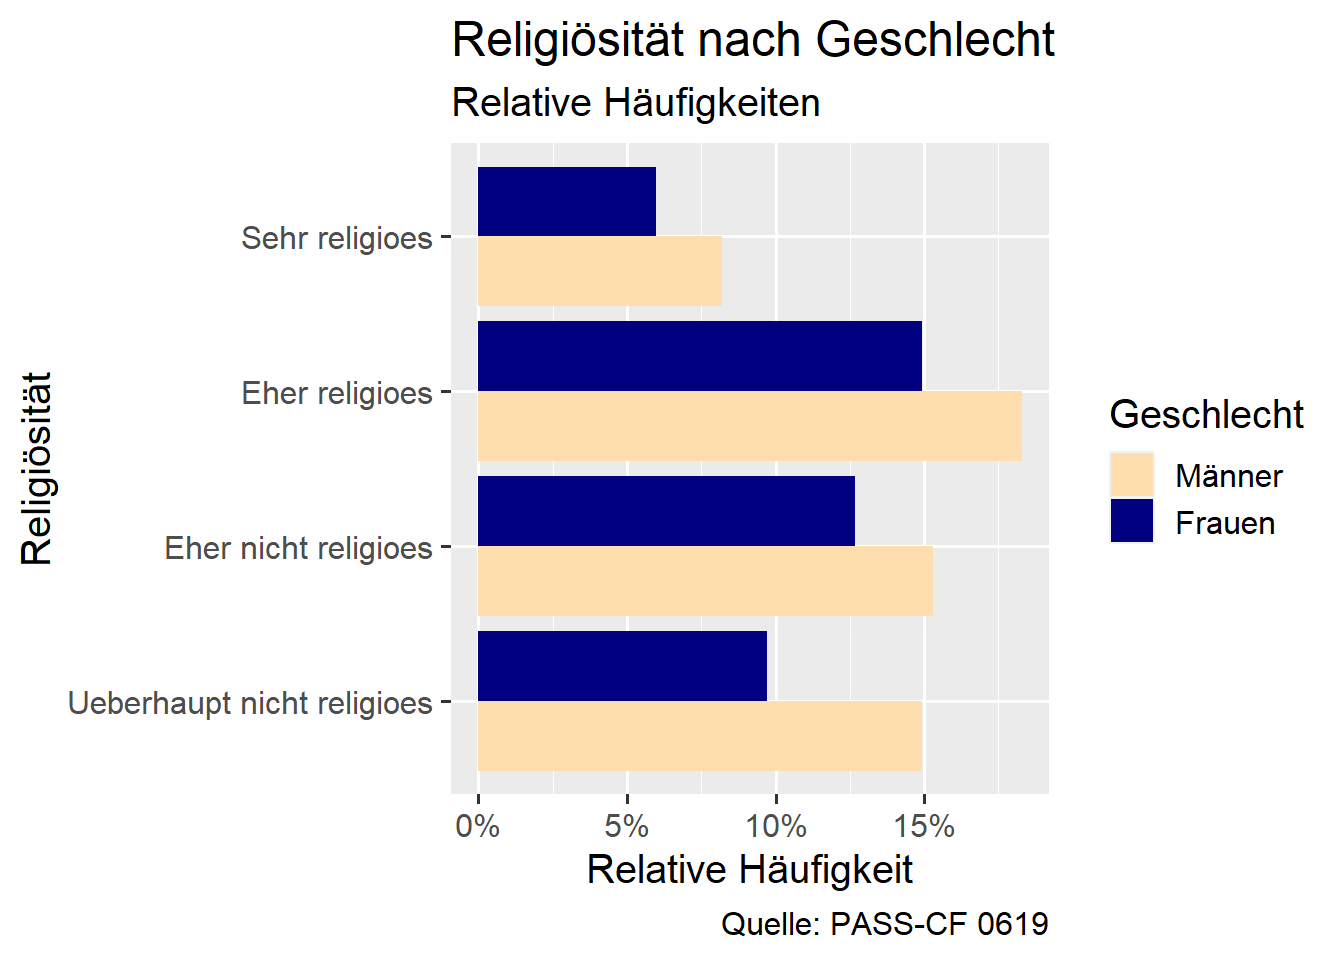 Religiösität nach Geschlecht
Relative Häufigkeiten
Religiösität
Sehr religioes
Eher religioes
Eher nicht religioes
Ueberhaupt nicht religioes
0% 5% 10% 15%
Relative Häufigkeit
Geschlecht
Männer
Frauen
Quelle: PASS-CF 0619